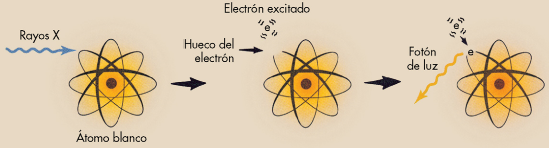 Rayos X
Átomo blanco
Electrón excitado
e
Hueco del
electrón
e
e
Fotón
de luz